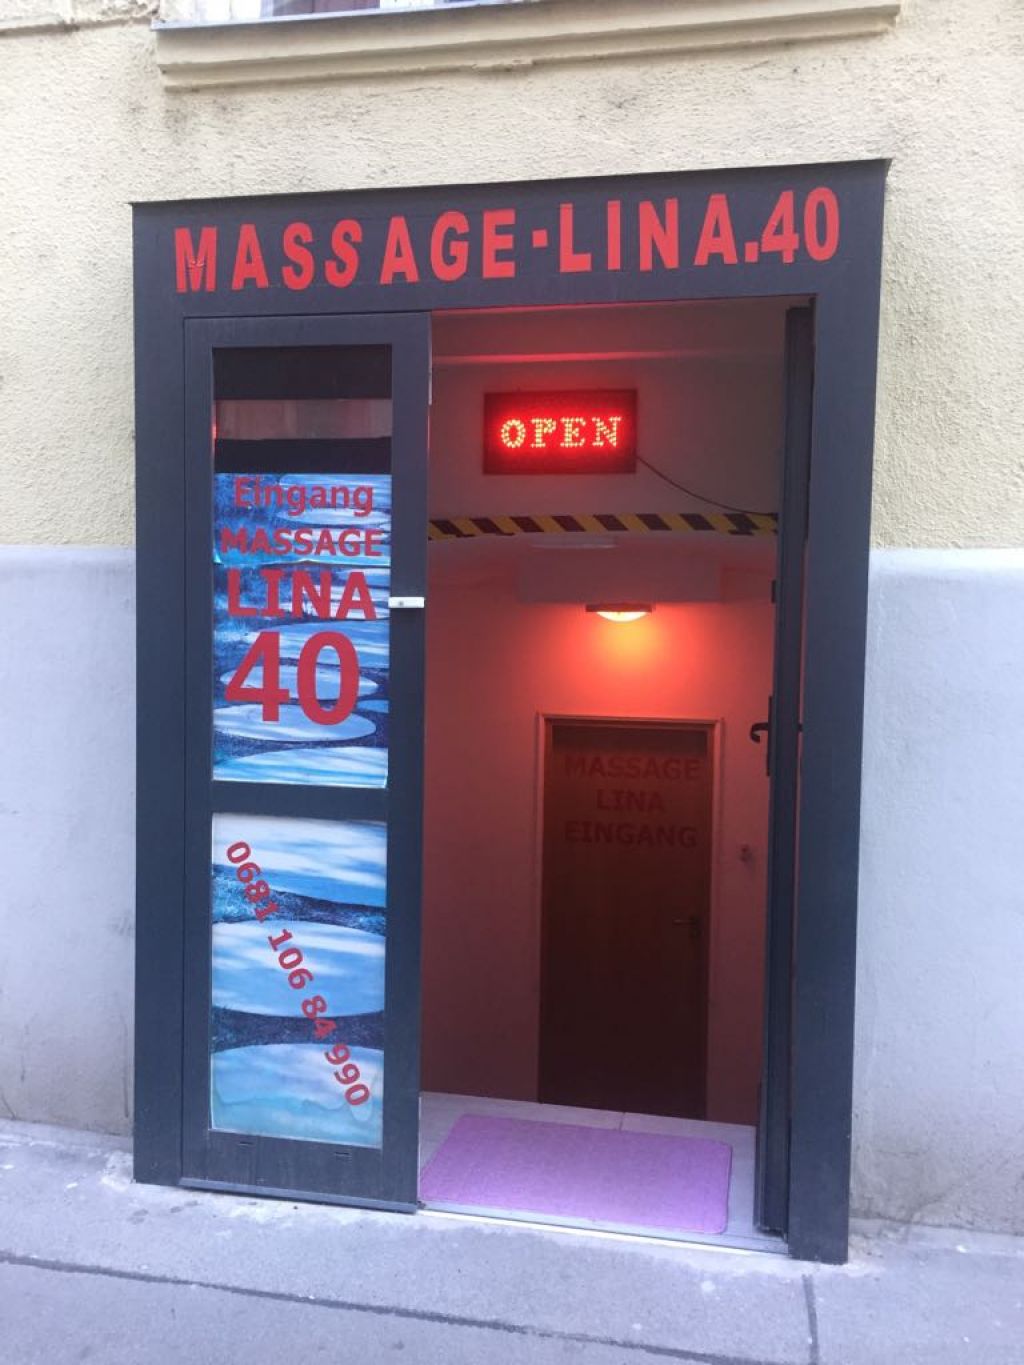 MASSAGE-LINA.40
OPEN
Eingang
MASSAGE
LINA
40
MASSAGE
LINA
EINGANG
0681 106 84 990